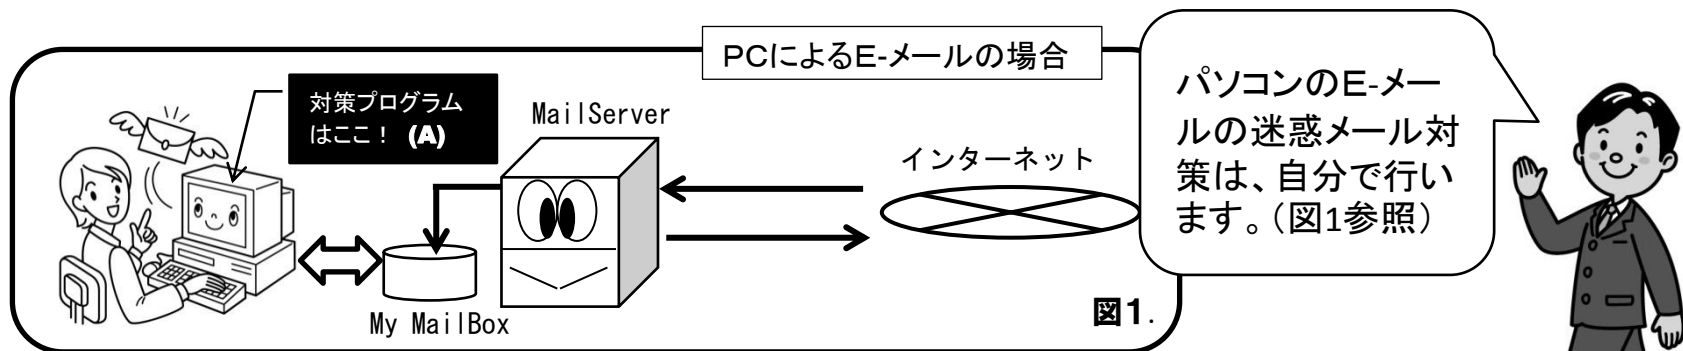 PCによるE-メールの場合
対策プログラム
はここ！ (A)
MailServer
インターネット
My MailBox
図1.
パソコンのE-メー
ルの迷惑メール対
策は、自分で行い
ます。（図1参照）